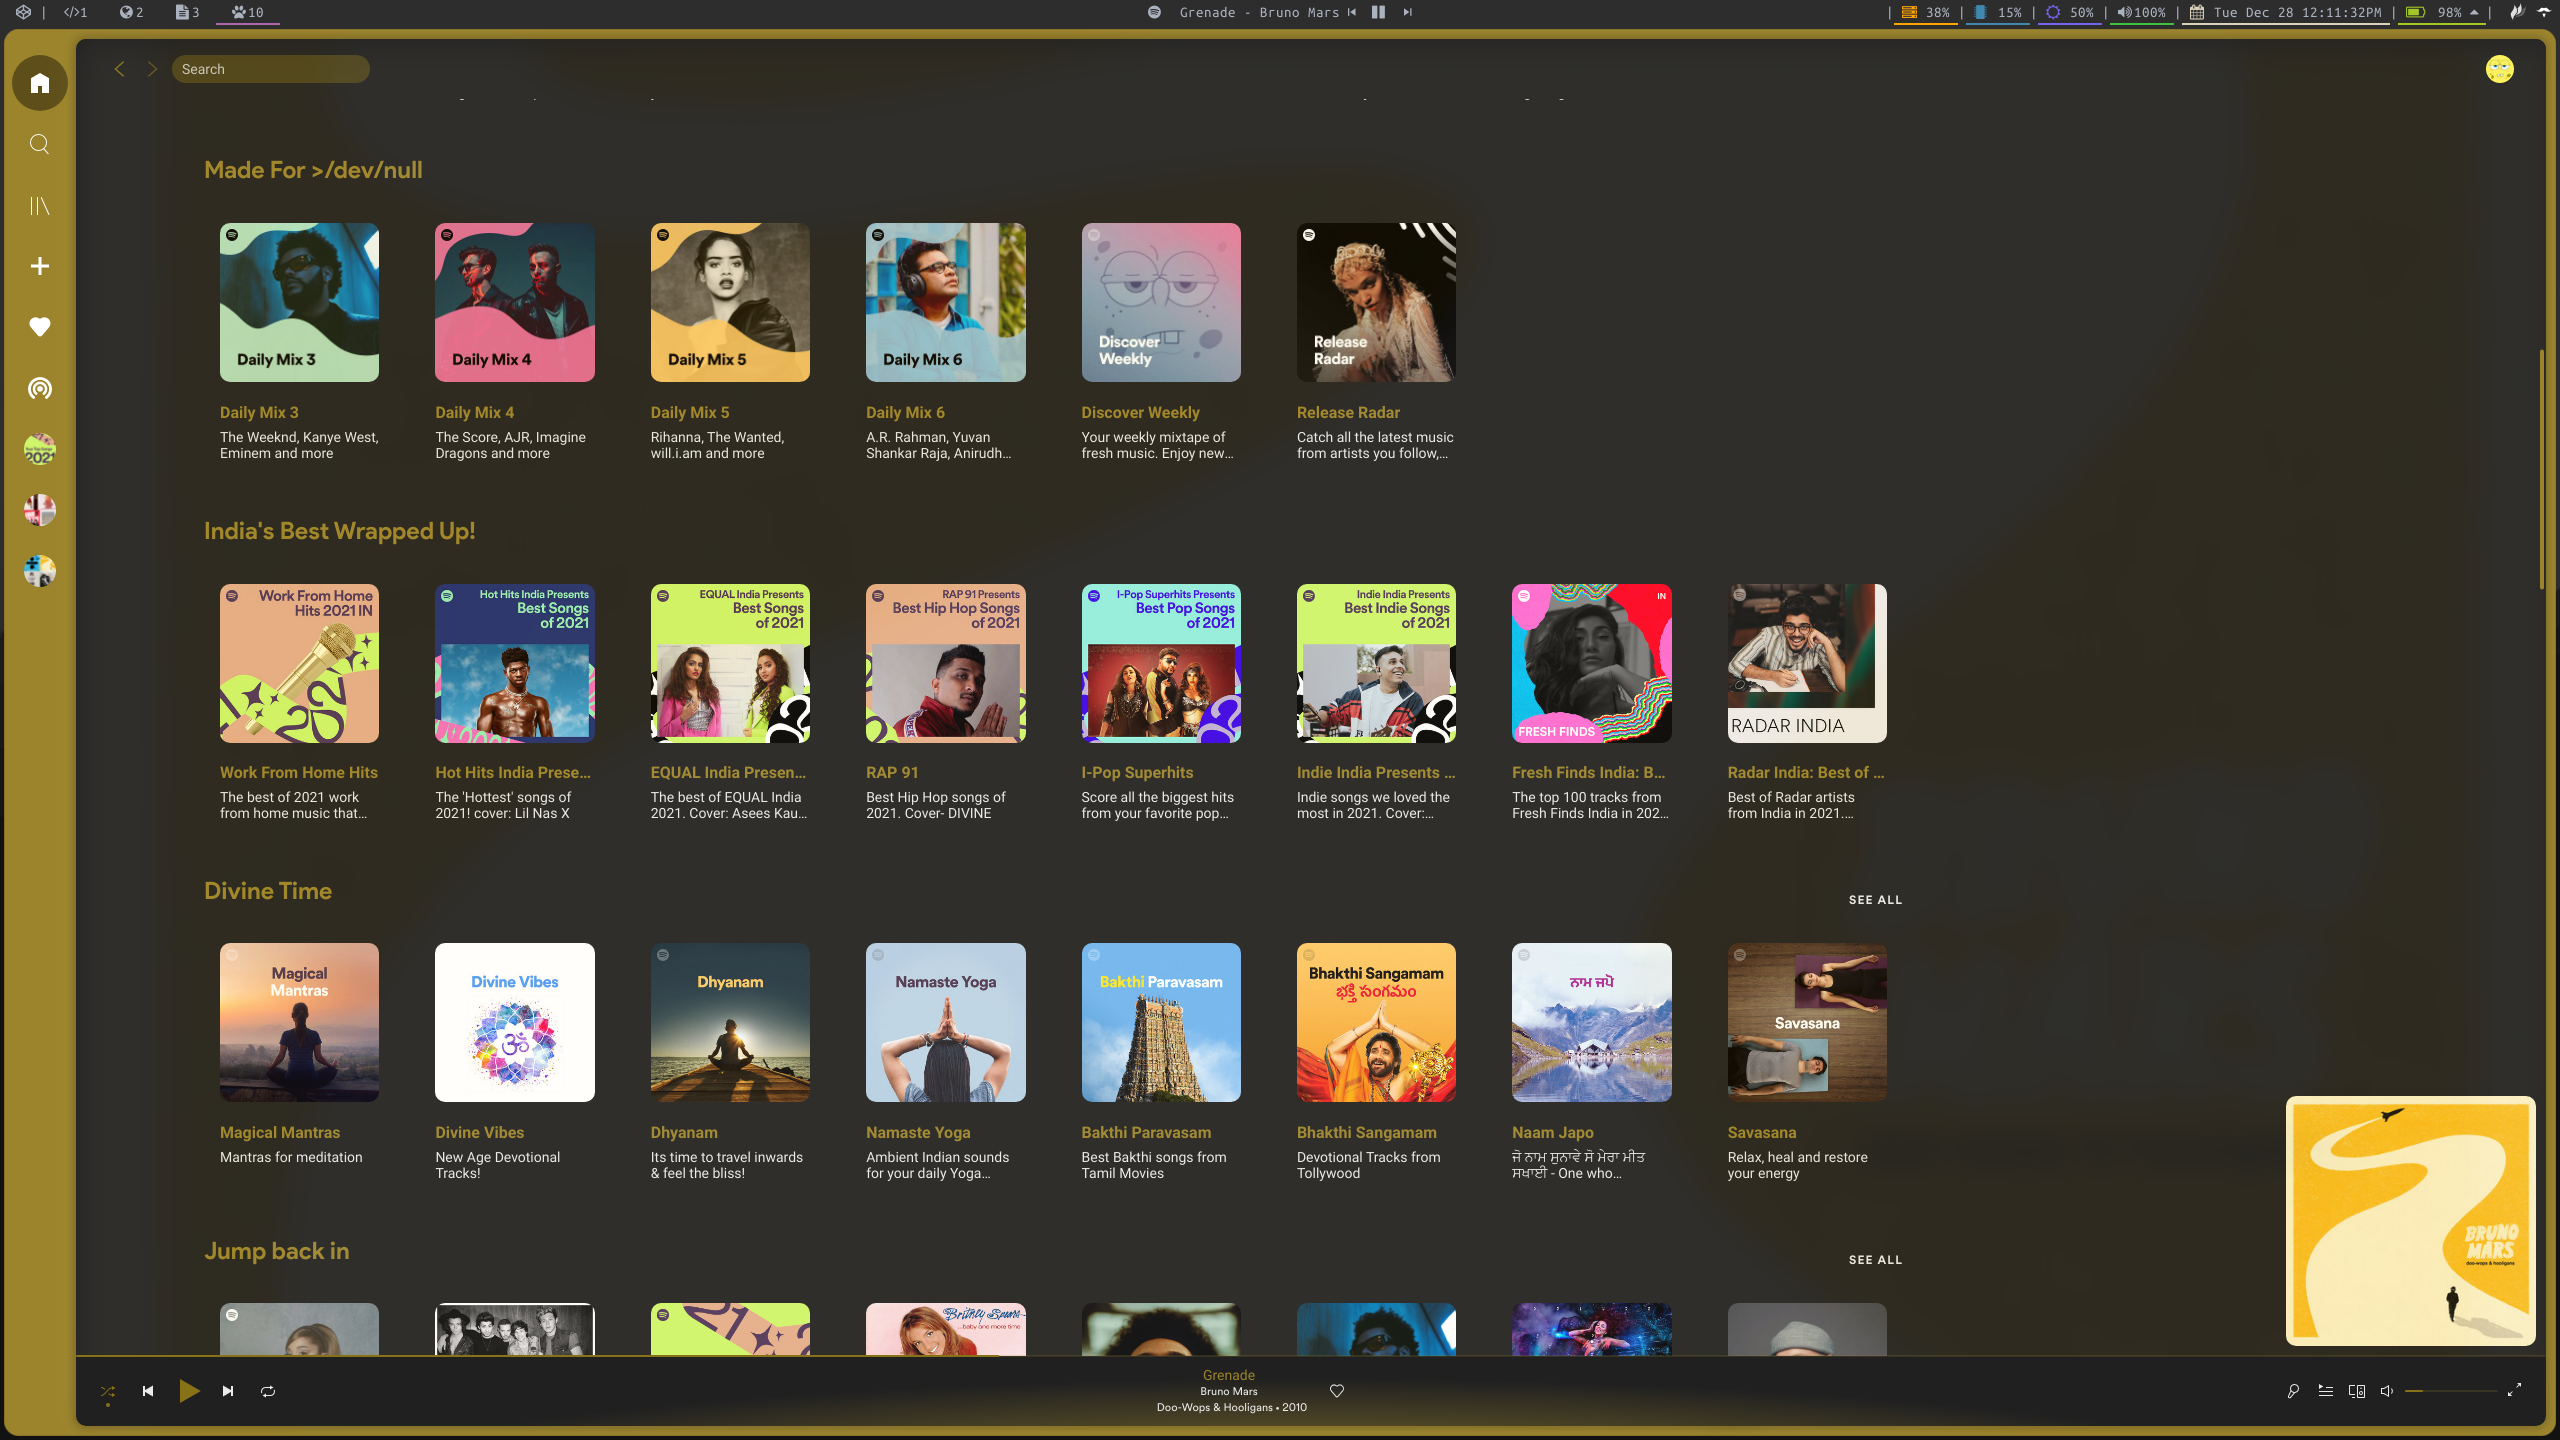 | 1 2 3 10
Grenade - Bruno Mars
| 38% | 15% | 50% | 100% | Tue Dec 28 12:11:32PM | 98% |
Search
Made For >/dev/null
Daily Mix 3
Daily Mix 4
Daily Mix 5
Daily Mix 6
Discover
Weekly
Release
Radar
Daily Mix 3
The Weeknd, Kanye West,
Eminem and more
Daily Mix 4
The Score, AJR, Imagine
Dragons and more
Daily Mix 5
Rihanna, The Wanted,
will.i.am and more
Daily Mix 6
A.R. Rahman, Yuvan
Shankar Raja, Anirudh...
Discover Weekly
Your weekly mixtape of
fresh music. Enjoy new...
Release Radar
Catch all the latest music
from artists you follow,...
India's Best Wrapped Up!
Work From Home
Hits 2021 IN
Hot Hits India Presents
Best Songs
of 2021
EQUAL India Presents
Best Songs
of 2021
RAP 91 Presents
Best Hip Hop Songs
of 2021
I-Pop Superhits Presents
Best Pop Songs
of 2021
Indie India Presents
Best Indie Songs
of 2021
IN
FRESH FINDS
RADAR INDIA
Work From Home Hits
The best of 2021 work
from home music that...
Hot Hits India Prese...
The 'Hottest' songs of
2021! cover: Lil Nas X
EQUAL India Presen...
The best of EQUAL India
2021. Cover: Asees Kau...
RAP 91
Best Hip Hop songs of
2021. Cover- DIVINE
I-Pop Superhits
Score all the biggest hits
from your favorite pop...
Indie India Presents ...
Indie songs we loved the
most in 2021. Cover:...
Fresh Finds India: B...
The top 100 tracks from
Fresh Finds India in 202...
Radar India: Best of ...
Best of Radar artists
from India in 2021....
Divine Time
SEE ALL
Magical
Mantras
Divine Vibes
Dhyanam
Namaste Yoga
Bakthi Paravasam
Bhakthi Sangamam
భక్తి సంగమం
ਨਾਮ ਜਪੋ
Savasana
Magical Mantras
Mantras for meditation
Divine Vibes
New Age Devotional
Tracks!
Dhyanam
Its time to travel inwards
& feel the bliss!
Namaste Yoga
Ambient Indian sounds
for your daily Yoga...
Bakthi Paravasam
Best Bakthi songs from
Tamil Movies
Bhakthi Sangamam
Devotional Tracks from
Tollywood
Naam Japo
ਜੋ ਨਾਮ ਸੁਨਾਵੇ ਸੋ ਮੇਰਾ ਮੀਤ
ਸਖਾਈ - One who...
Savasana
Relax, heal and restore
your energy
Jump back in
SEE ALL
Britney Spears
...baby one more time
BRUNO
MARS
doo-wops & hooligans
Grenade
Bruno Mars
Doo-Wops & Hooligans • 2010